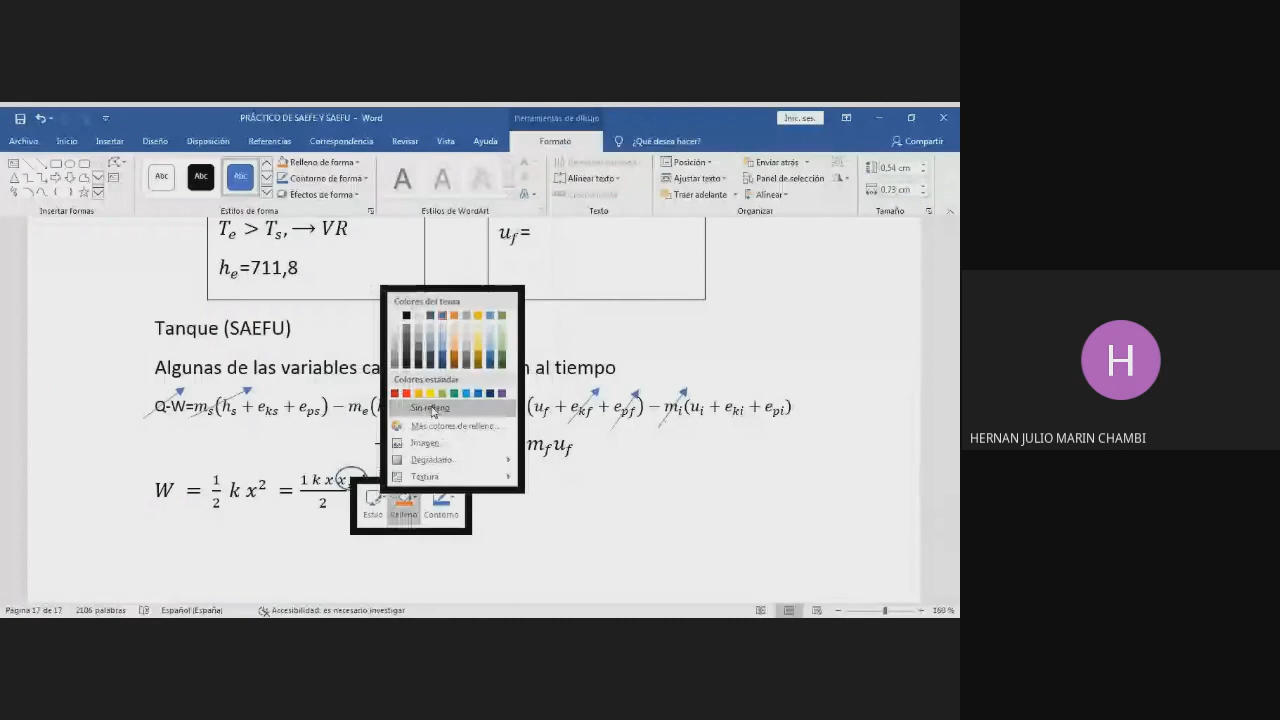 PRÁCTICO DE SAEFE Y SAEFU - Word
Herramientas de dibujo
Inic. ses.
Archivo Inicio Insertar Diseño Disposición Referencias Correspondencia Revisar Vista Ayuda Formato ¿Qué desea hacer? Compartir
Abc Abc Abc
Relleno de forma
Contorno de forma
Efectos de forma
A A A
Alinear texto
Posición
Ajustar texto
Traer adelante
Enviar atrás
Panel de selección
Alinear
0,54 cm
0,73 cm
Insertar formas Estilos de forma Estilos de WordArt Texto Organizar Tamaño
T_e > T_s, → VR
h_e=711,8
u_f=
Tanque (SAEFU)
Algunas de las variables ca
al tiempo
Q-W=m_s(h_s + e_ks + e_ps) − m_e(
(u_f + e_kf + e_pf) − m_i(u_i + e_ki + e_pi)
m_f u_f
W = 1/2 k x² = 1 k x x/2
Colores del tema
Colores estándar
Sin relleno
Más colores de relleno...
Imagen...
Degradado
Textura
Estilo Relleno Contorno
Página 17 de 17 2106 palabras Español (España) Accesibilidad: es necesario investigar
H
HERNAN JULIO MARIN CHAMBI